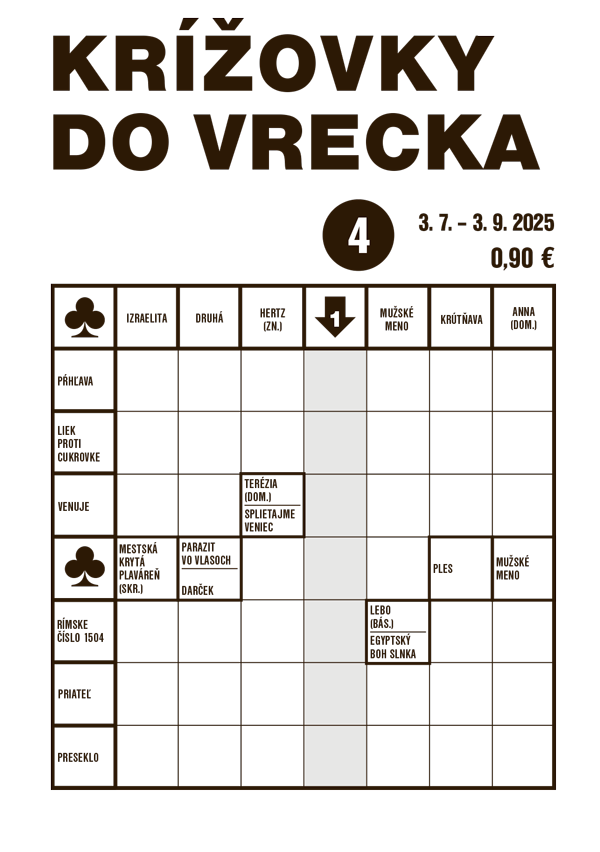 KRÍŽOVKY
DO VRECKA
4
3. 7. – 3. 9. 2025
0,90 €
IZRAELITA
DRUHÁ
HERTZ
(ZN.)
1
MUŽSKÉ
MENO
KRÚTŇAVA
ANNA
(DOM.)
PŔHĽAVA
LIEK
PROTI
CUKROVKE
VENUJE
TERÉZIA
(DOM.)
SPLIETAJME
VENIEC
MESTSKÁ
KRYTÁ
PLAVÁREŇ
(SKR.)
PARAZIT
VO VLASOCH
DARČEK
PLES
MUŽSKÉ
MENO
RÍMSKE
ČÍSLO 1504
LEBO
(BÁS.)
EGYPTSKÝ
BOH SLNKA
PRIATEĽ
PRESEKLO